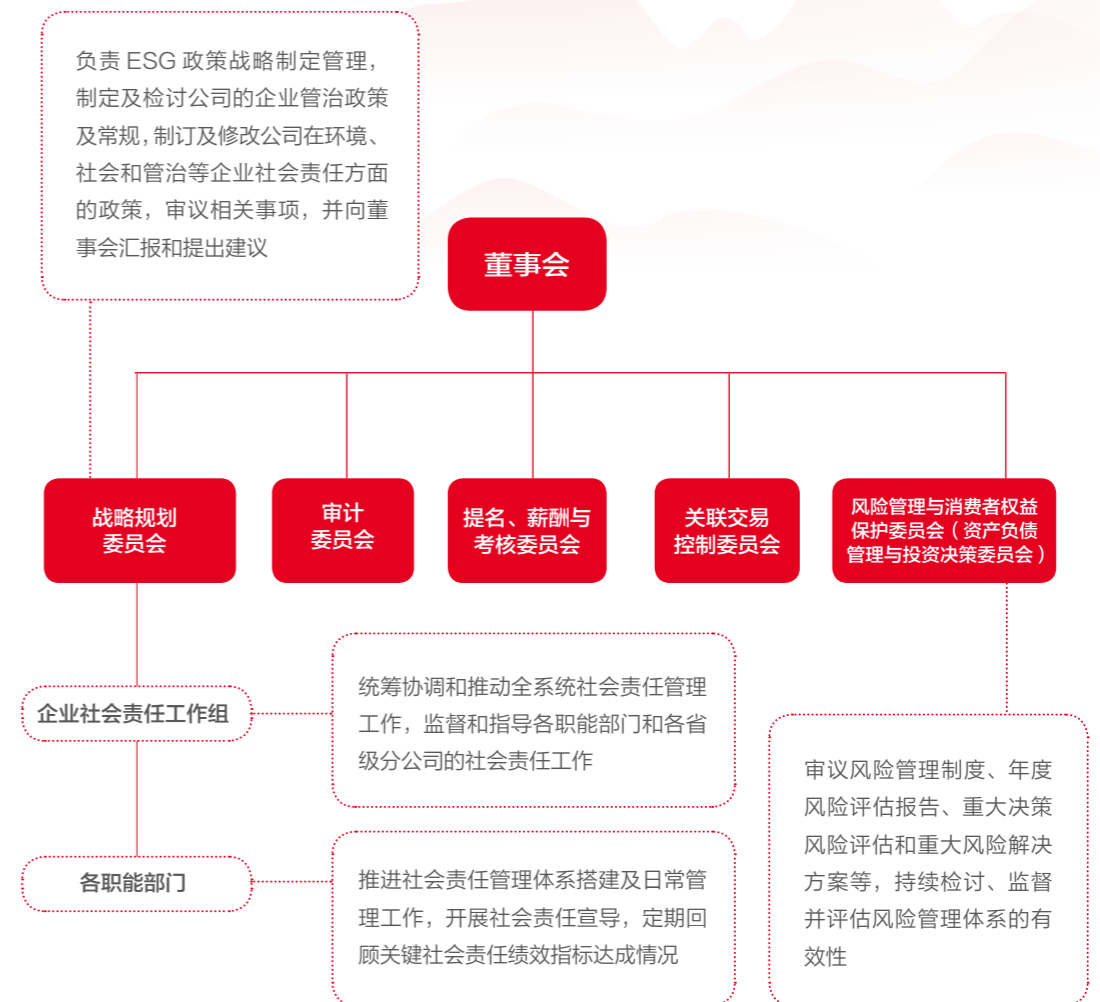 负责 ESG 政策战略制定管理，
制定及检讨公司的企业管治政策
及常规，制订及修改公司在环境、
社会和管治等企业社会责任方面
的政策，审议相关事项，并向董
事会汇报和提出建议
董事会
战略规划
委员会
审计
委员会
提名、薪酬与
考核委员会
关联交易
控制委员会
风险管理与消费者权益
保护委员会（资产负债
管理与投资决策委员会）
企业社会责任工作组
统筹协调和推动全系统社会责任管理
工作，监督和指导各职能部门和各省
级分公司的社会责任工作
各职能部门
推进社会责任管理体系搭建及日常管
理工作，开展社会责任宣导，定期回
顾关键社会责任绩效指标达成情况
审议风险管理制度、年度
风险评估报告、重大决策
风险评估和重大风险解决
方案等，持续检讨、监督
并评估风险管理体系的有
效性